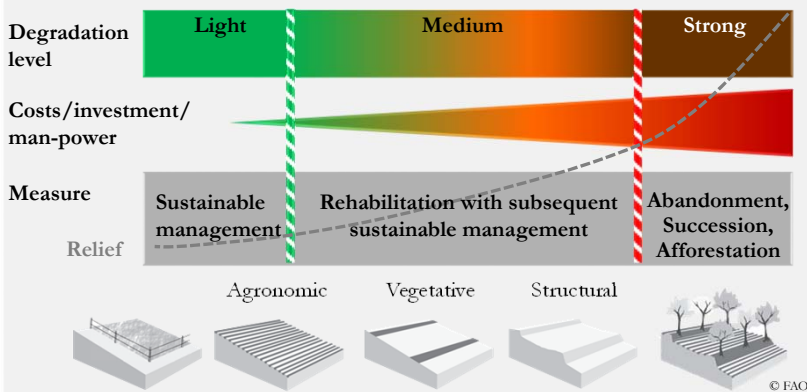 Degradation
level
Light
Medium
Strong
Costs/investment/
man-power
Measure
Sustainable
management
Rehabilitation with subsequent
sustainable management
Abandonment,
Succession,
Afforestation
Relief
Agronomic
Vegetative
Structural
© FAO